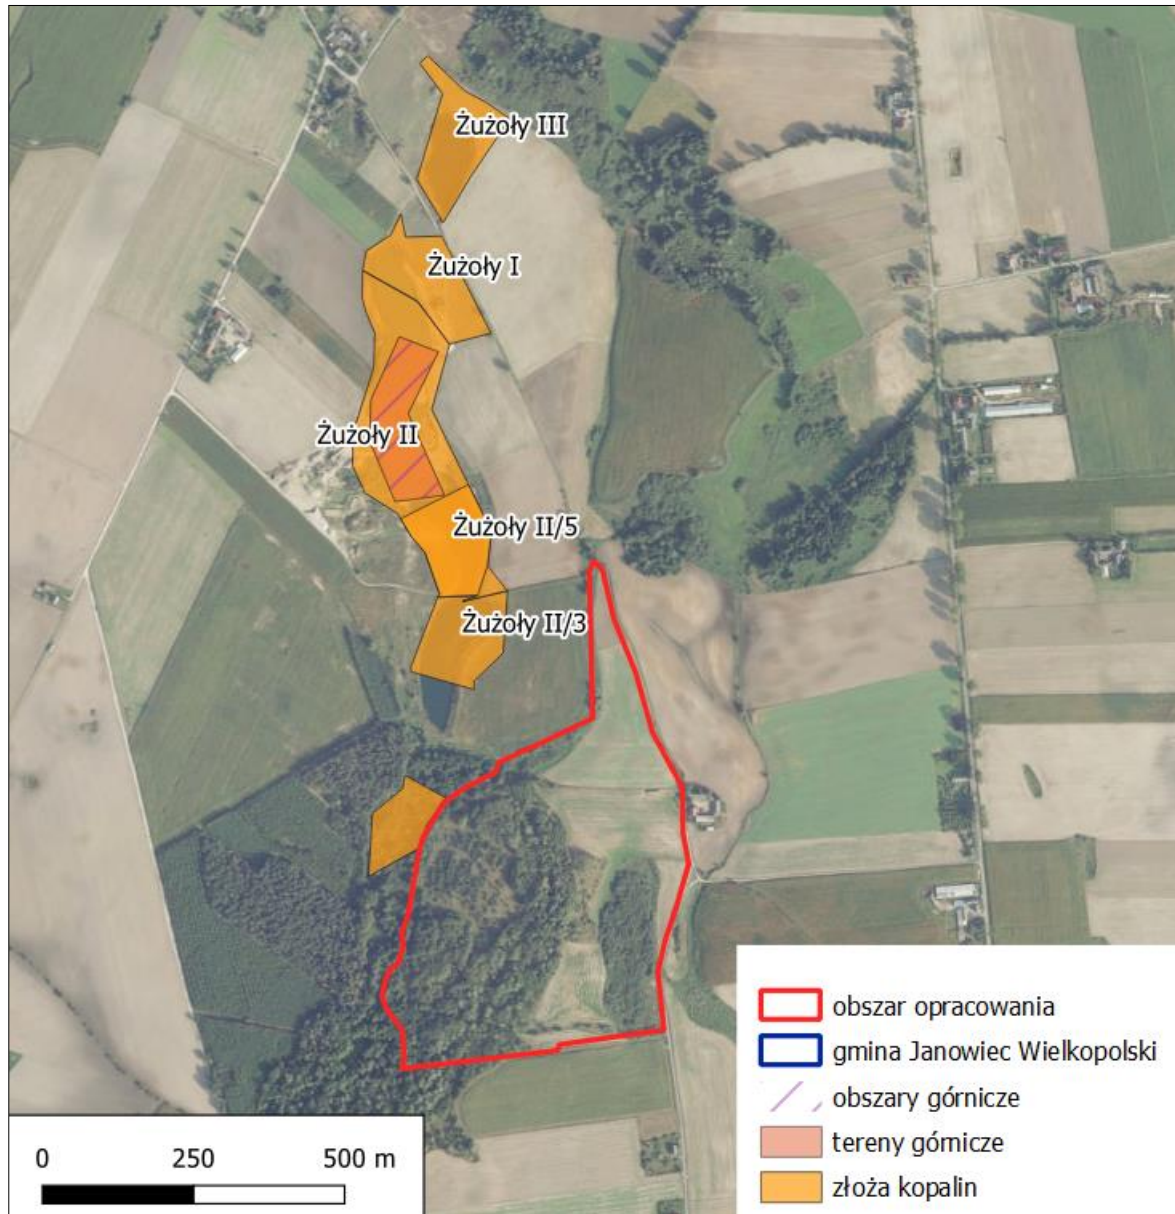 Żużoły III
Żużoły I
Żużoły II
Żużoły II/5
Żużoły II/3
obszar opracowania
gmina Janowiec Wielkopolski
obszary górnicze
tereny górnicze
złoża kopalin
0 250 500 m